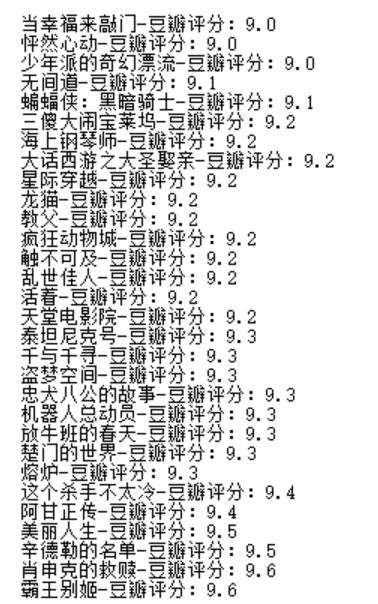 当幸福来敲门-豆瓣评分：9.0
怦然心动-豆瓣评分：9.0
少年派的奇幻漂流-豆瓣评分：9.0
无间道-豆瓣评分：9.1
蝙蝠侠：黑暗骑士-豆瓣评分：9.1
三傻大闹宝莱坞-豆瓣评分：9.2
海上钢琴师-豆瓣评分：9.2
大话西游之大圣娶亲-豆瓣评分：9.2
星际穿越-豆瓣评分：9.2
龙猫-豆瓣评分：9.2
教父-豆瓣评分：9.2
疯狂动物城-豆瓣评分：9.2
触不可及-豆瓣评分：9.2
乱世佳人-豆瓣评分：9.2
活着-豆瓣评分：9.2
天堂电影院-豆瓣评分：9.2
泰坦尼克号-豆瓣评分：9.3
千与千寻-豆瓣评分：9.3
盗梦空间-豆瓣评分：9.3
忠犬八公的故事-豆瓣评分：9.3
机器人总动员-豆瓣评分：9.3
放牛班的春天-豆瓣评分：9.3
楚门的世界-豆瓣评分：9.3
熔炉-豆瓣评分：9.3
这个杀手不太冷-豆瓣评分：9.4
阿甘正传-豆瓣评分：9.4
美丽人生-豆瓣评分：9.5
辛德勒的名单-豆瓣评分：9.5
肖申克的救赎-豆瓣评分：9.6
霸王别姬-豆瓣评分：9.6